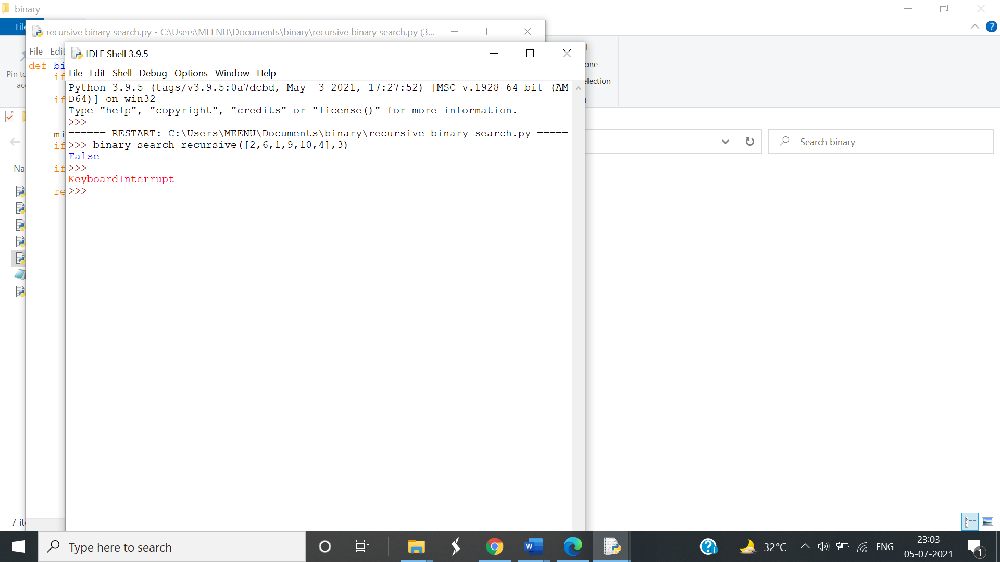 binary
File
recursive binary search.py - C:\Users\MEENU\Documents\binary\recursive binary search.py (3...
File Edit
IDLE Shell 3.9.5
File Edit Shell Debug Options Window Help
def bi
if
if
mi
if
if
re
Pin to
Python 3.9.5 (tags/v3.9.5:0a7dcbd, May  3 2021, 17:27:52) [MSC v.1928 64 bit (AM
D64)] on win32
Type "help", "copyright", "credits" or "license()" for more information.
>>>
====== RESTART: C:\Users\MEENU\Documents\binary\recursive binary search.py =====
>>> binary_search_recursive([2,6,1,9,10,4],3)
False
>>>
KeyboardInterrupt
>>>
one
election
Search binary
Na
7 it
Type here to search
32°C
ENG
23:03
05-07-2021
1